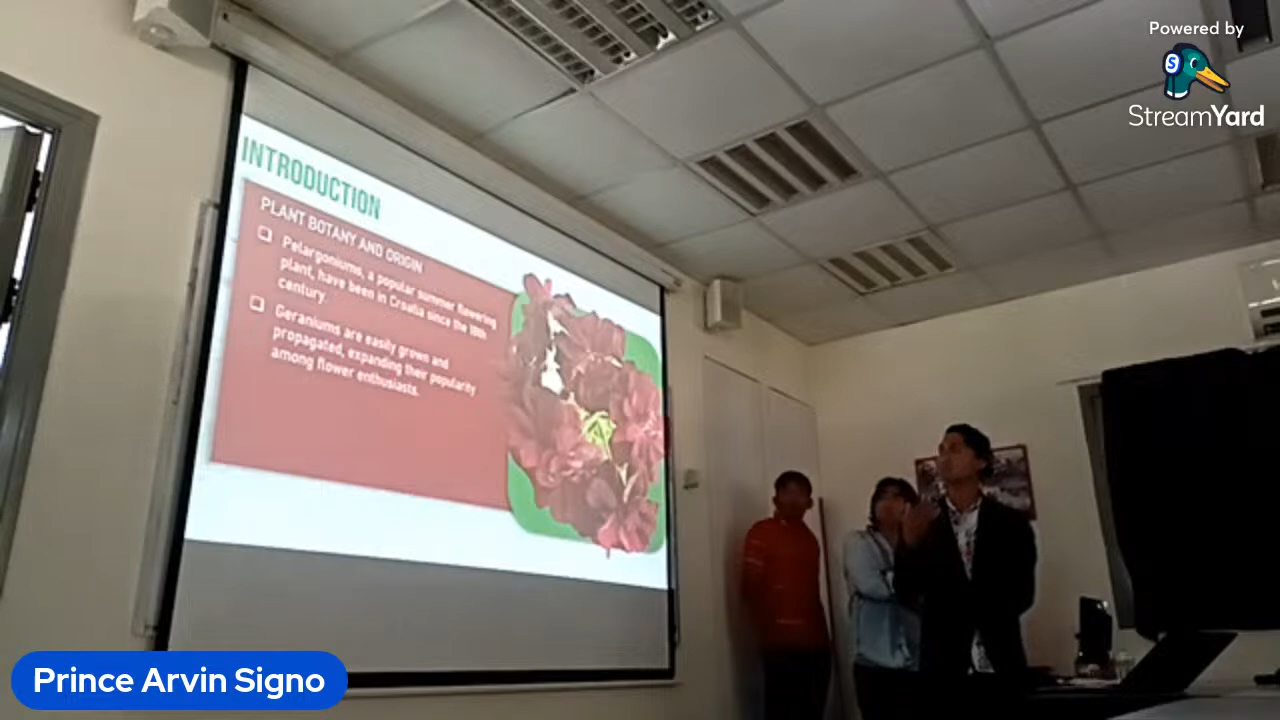 Powered by
S
StreamYard
INTRODUCTION
PLANT BOTANY AND ORIGIN
Pelargoniums, a popular summer flowering
plant, have been in Croatia since the 18th
century.
Geraniums are easily grown and
propagated, expanding their popularity
among flower enthusiasts.
Prince Arvin Signo